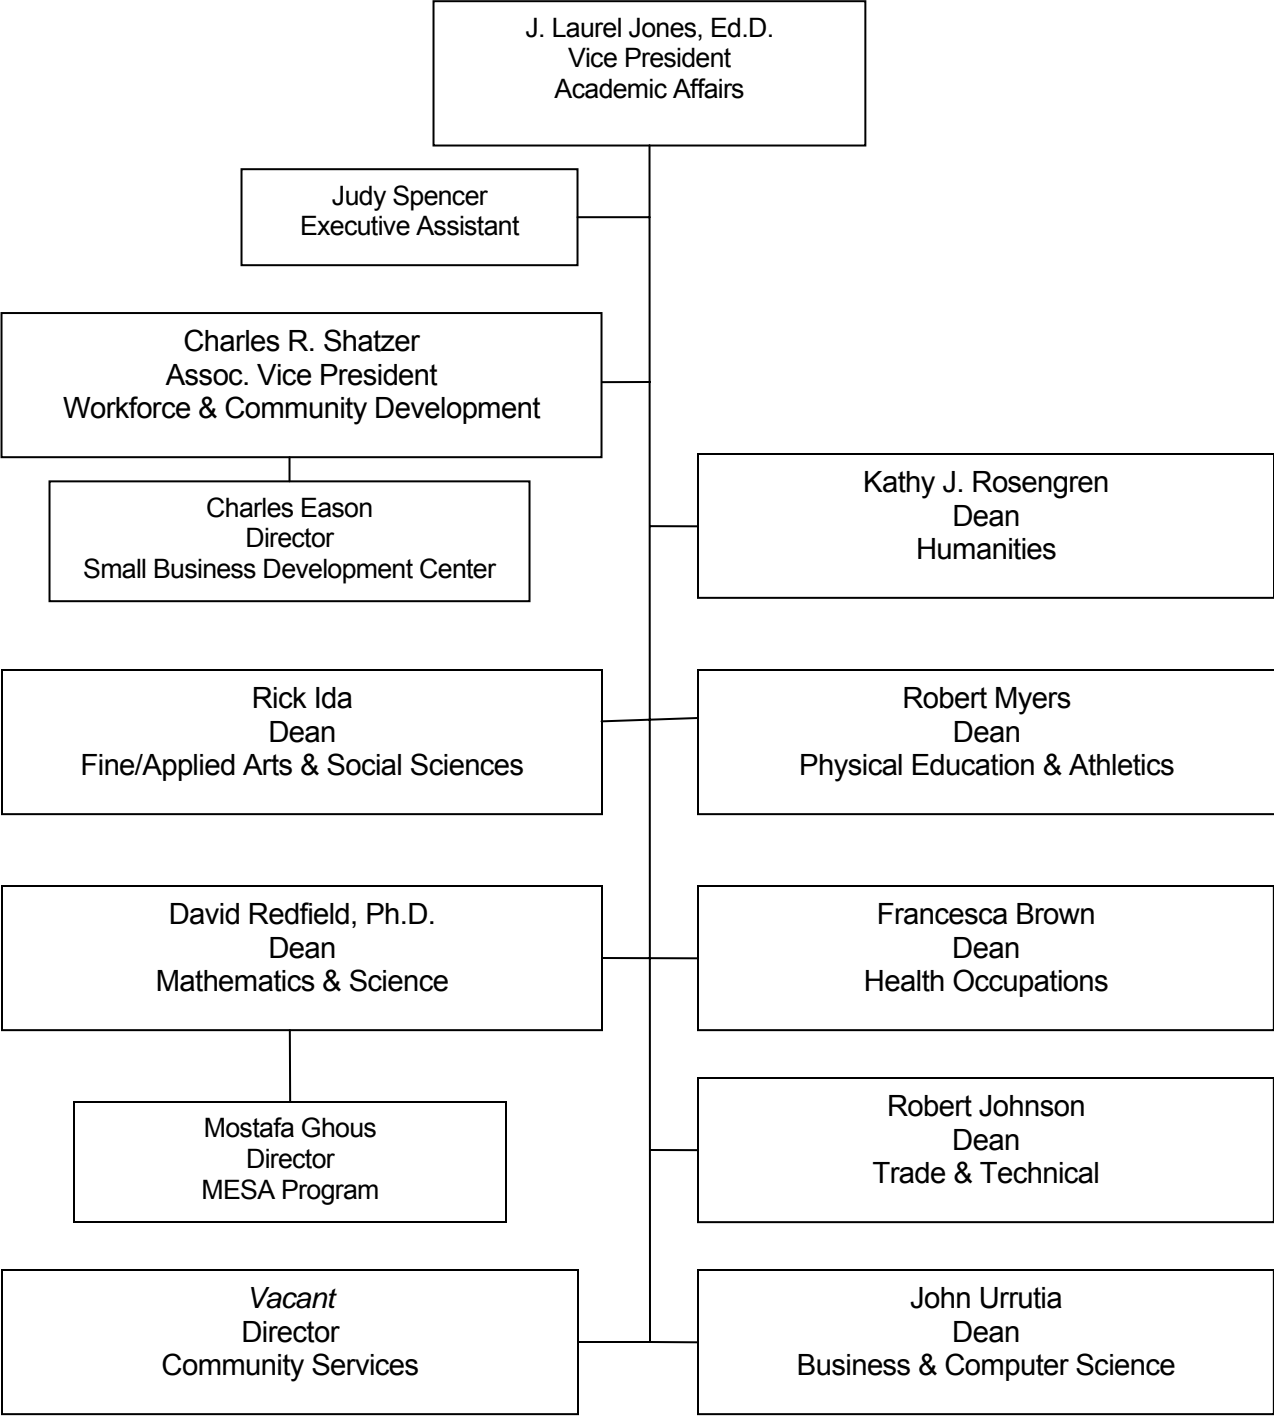 J. Laurel Jones, Ed.D.
Vice President
Academic Affairs
Judy Spencer
Executive Assistant
Charles R. Shatzer
Assoc. Vice President
Workforce & Community Development
Charles Eason
Director
Small Business Development Center
Kathy J. Rosengren
Dean
Humanities
Rick Ida
Dean
Fine/Applied Arts & Social Sciences
Robert Myers
Dean
Physical Education & Athletics
David Redfield, Ph.D.
Dean
Mathematics & Science
Francesca Brown
Dean
Health Occupations
Mostafa Ghous
Director
MESA Program
Robert Johnson
Dean
Trade & Technical
Vacant
Director
Community Services
John Urrutia
Dean
Business & Computer Science